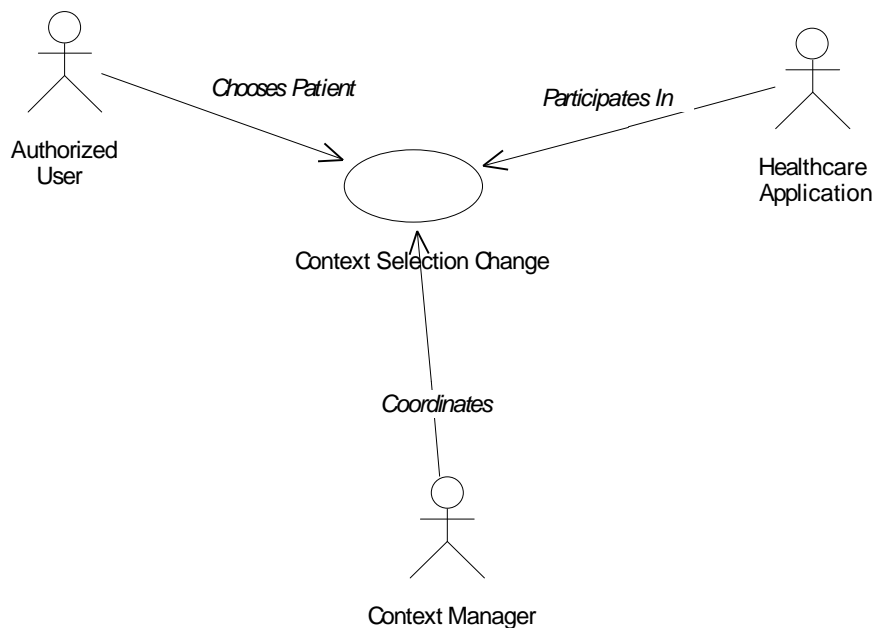 Chooses Patient
Participates In
Authorized
User
Healthcare
Application
Context Selection Change
Coordinates
Context Manager